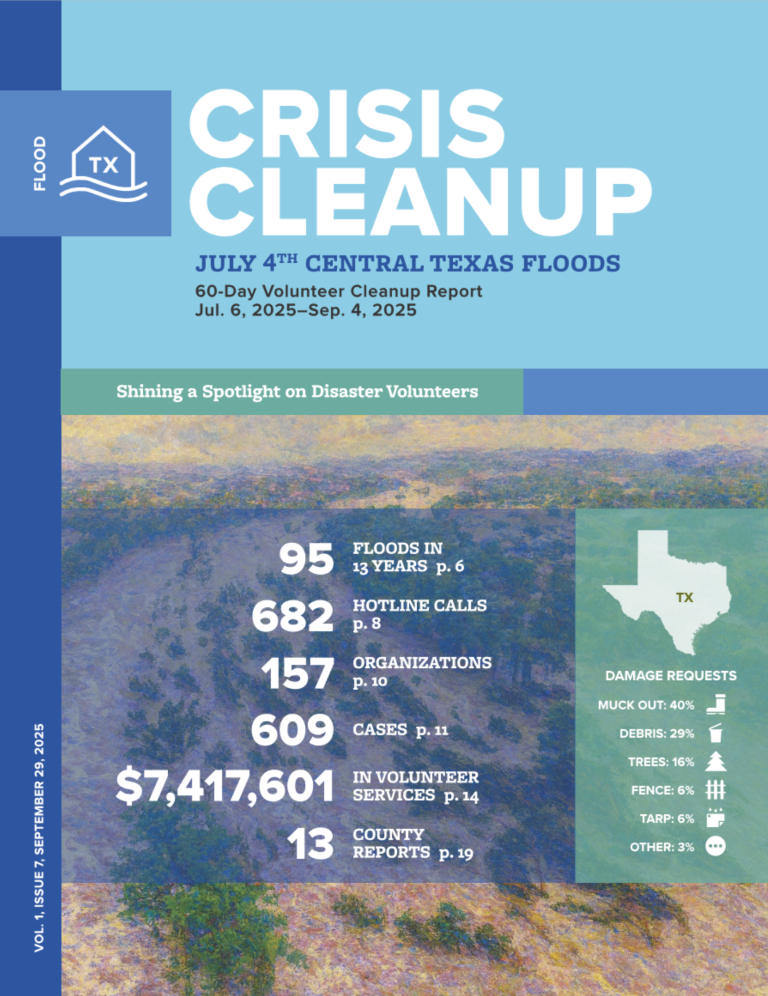 FLOOD
TX
CRISIS
CLEANUP
JULY 4TH CENTRAL TEXAS FLOODS
60-Day Volunteer Cleanup Report
Jul. 6, 2025–Sep. 4, 2025
Shining a Spotlight on Disaster Volunteers
95 FLOODS IN
13 YEARS p. 6
682 HOTLINE CALLS
p. 8
157 ORGANIZATIONS
p. 10
609 CASES p. 11
$7,417,601 IN VOLUNTEER
SERVICES p. 14
13 COUNTY
REPORTS p. 19
TX
DAMAGE REQUESTS
MUCK OUT: 40%
DEBRIS: 29%
TREES: 16%
FENCE: 6%
TARP: 6%
OTHER: 3%
VOL. 1, ISSUE 7, SEPTEMBER 29, 2025